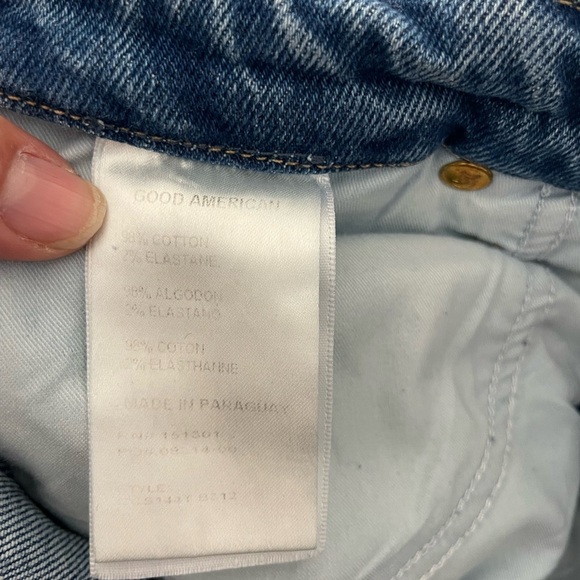 GOOD AMERICAN
98% COTTON
2% ELASTANE
98% ALGODON
2% ELASTANO
98% COTON
2% ELASTHANNE
MADE IN PARAGUAY
RN# 151501
STYLE: